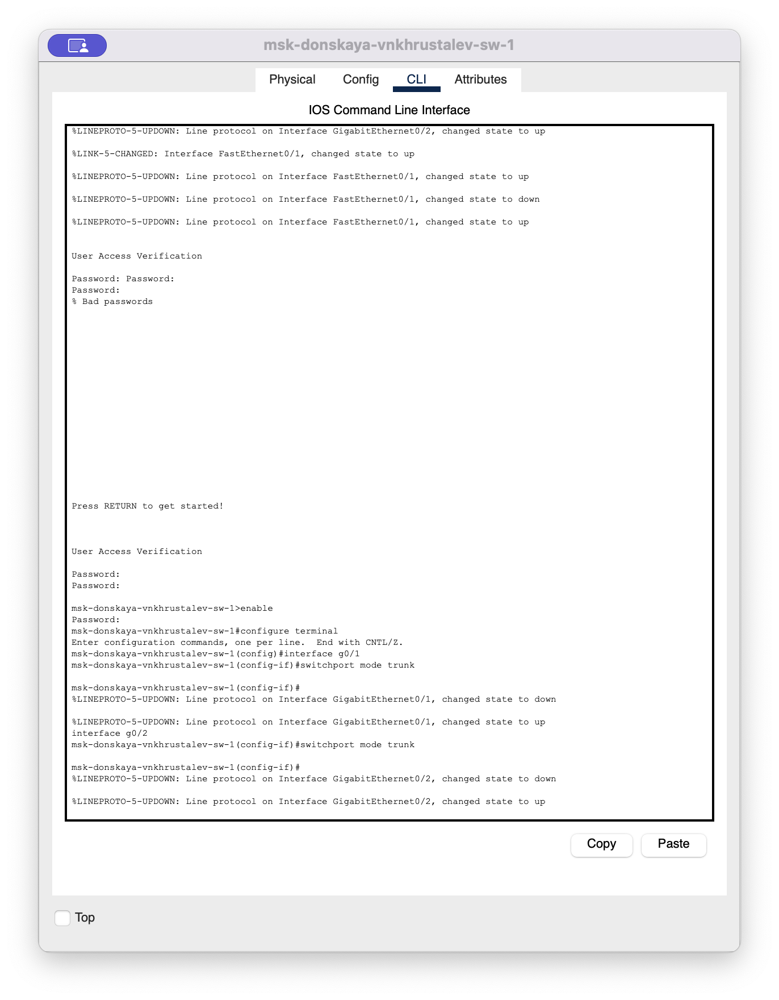 msk-donskaya-vnkhrustalev-sw-1
Physical Config CLI Attributes
IOS Command Line Interface
%LINEPROTO-5-UPDOWN: Line protocol on Interface GigabitEthernet0/2, changed state to up
%LINK-5-CHANGED: Interface FastEthernet0/1, changed state to up
%LINEPROTO-5-UPDOWN: Line protocol on Interface FastEthernet0/1, changed state to up
%LINEPROTO-5-UPDOWN: Line protocol on Interface FastEthernet0/1, changed state to down
%LINEPROTO-5-UPDOWN: Line protocol on Interface FastEthernet0/1, changed state to up
User Access Verification
Password: Password:
Password:
% Bad passwords
Press RETURN to get started!
User Access Verification
Password:
Password:
msk-donskaya-vnkhrustalev-sw-1>enable
Password:
msk-donskaya-vnkhrustalev-sw-1#configure terminal
Enter configuration commands, one per line.  End with CNTL/Z.
msk-donskaya-vnkhrustalev-sw-1(config)#interface g0/1
msk-donskaya-vnkhrustalev-sw-1(config-if)#switchport mode trunk
msk-donskaya-vnkhrustalev-sw-1(config-if)#
%LINEPROTO-5-UPDOWN: Line protocol on Interface GigabitEthernet0/1, changed state to down
%LINEPROTO-5-UPDOWN: Line protocol on Interface GigabitEthernet0/1, changed state to up
interface g0/2
msk-donskaya-vnkhrustalev-sw-1(config-if)#switchport mode trunk
msk-donskaya-vnkhrustalev-sw-1(config-if)#
%LINEPROTO-5-UPDOWN: Line protocol on Interface GigabitEthernet0/2, changed state to down
%LINEPROTO-5-UPDOWN: Line protocol on Interface GigabitEthernet0/2, changed state to up
Copy Paste
Top